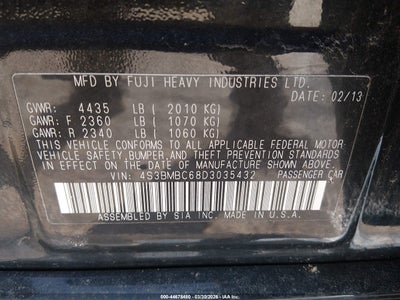 MFD BY FUJI HEAVY INDUSTRIES LTD.
DATE: 02/13
GVWR: 4435 LB ( 2010 KG)
GAWR: F 2360 LB ( 1070 KG)
GAWR: R 2340 LB ( 1060 KG)
THIS VEHICLE CONFORMS TO ALL APPLICABLE FEDERAL MOTOR
VEHICLE SAFETY, BUMPER, AND THEFT PREVENTION STANDARDS
IN EFFECT ON THE DATE OF MANUFACTURE SHOWN ABOVE.
VIN: 4S3BMBC68D3035432 PASSENGER CAR
ASSEMBLED BY SIA INC. MADE IN U.S.A.
VIN: 44678460 - 03/10/2026 - IAA Inc.